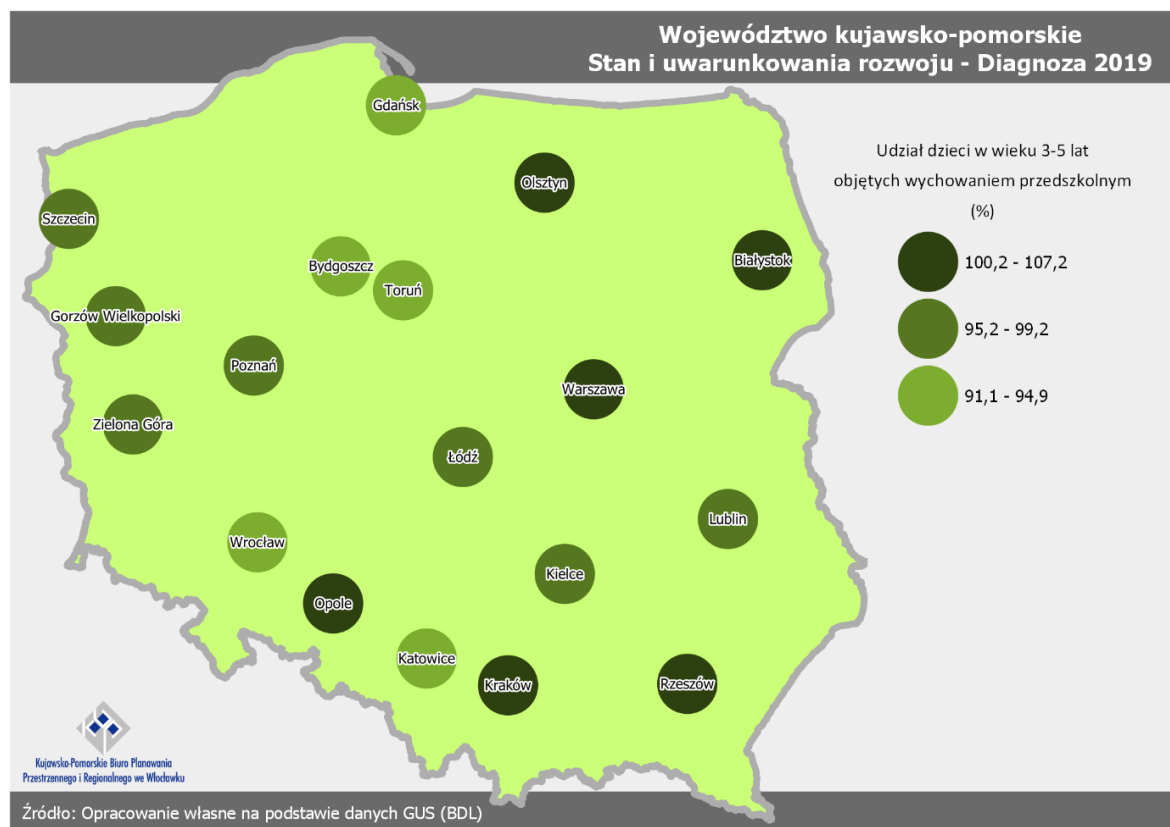 Województwo kujawsko-pomorskie
Stan i uwarunkowania rozwoju - Diagnoza 2019
Gdańsk
Udział dzieci w wieku 3-5 lat
objętych wychowaniem przedszkolnym
(%)
Olsztyn
Szczecin
Białystok
100,2 - 107,2
Bydgoszcz
Toruń
Gorzów Wielkopolski
95,2 - 99,2
Poznań
Warszawa
91,1 - 94,9
Zielona Góra
Łódź
Lublin
Wrocław
Kielce
Opole
Katowice
Kraków
Rzeszów
Kujawsko-Pomorskie Biuro Planowania
Przestrzennego i Regionalnego we Włocławku
Źródło: Opracowanie własne na podstawie danych GUS (BDL)